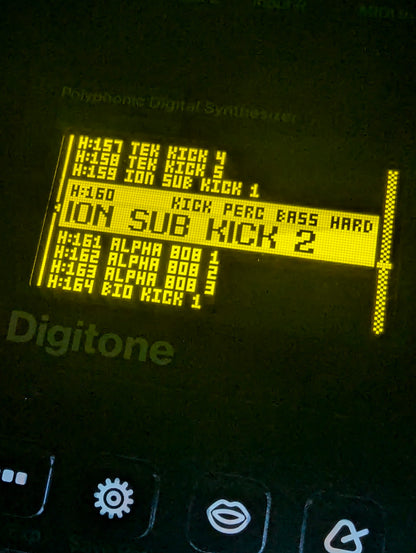 Polyphonic Digital Synthesizer
H:157 TEK KICK 4
H:158 TEK KICK 5
H:159 ION SUB KICK 1
H:160 KICK PERC BASS HARD
ION SUB KICK 2
H:161 ALPHA 808 1
H:162 ALPHA 808 2
H:163 ALPHA 808 3
H:164 BIO KICK 1
Digitone